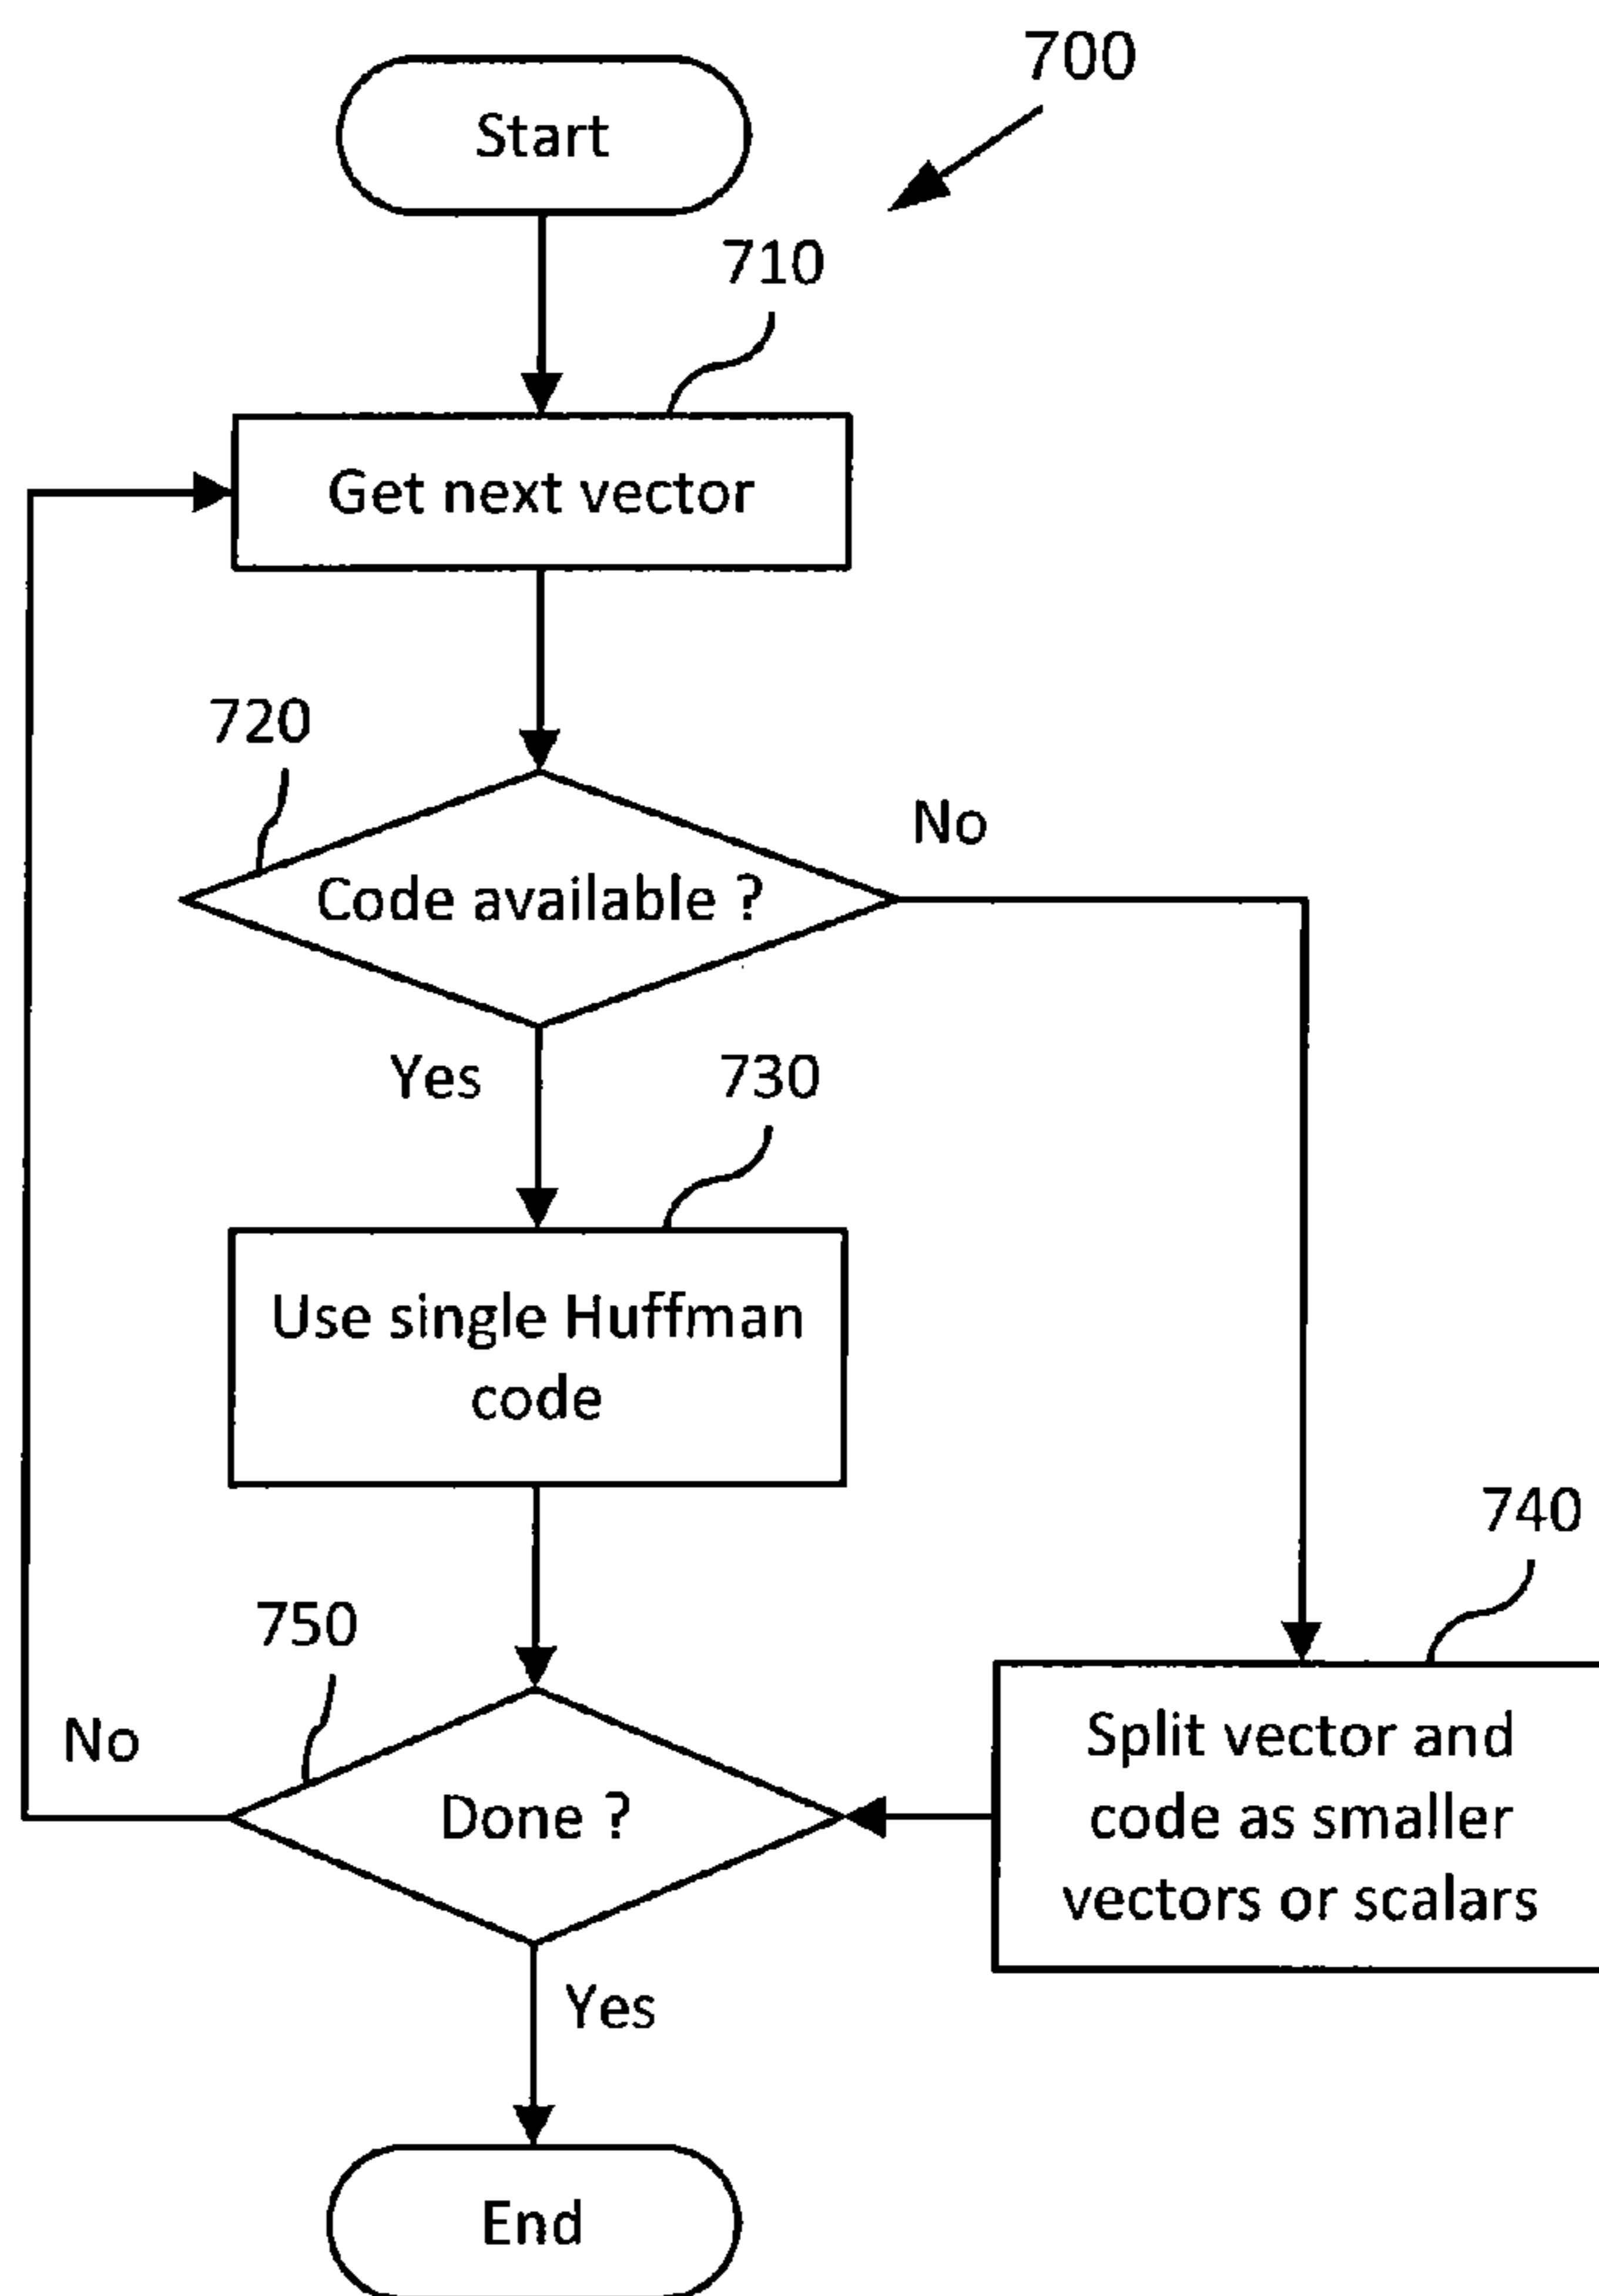 700
Start
710
Get next vector
720
No
Code available ?
Yes
730
Use single Huffman
code
740
750
No
Done ?
Split vector and
code as smaller
vectors or scalars
Yes
End